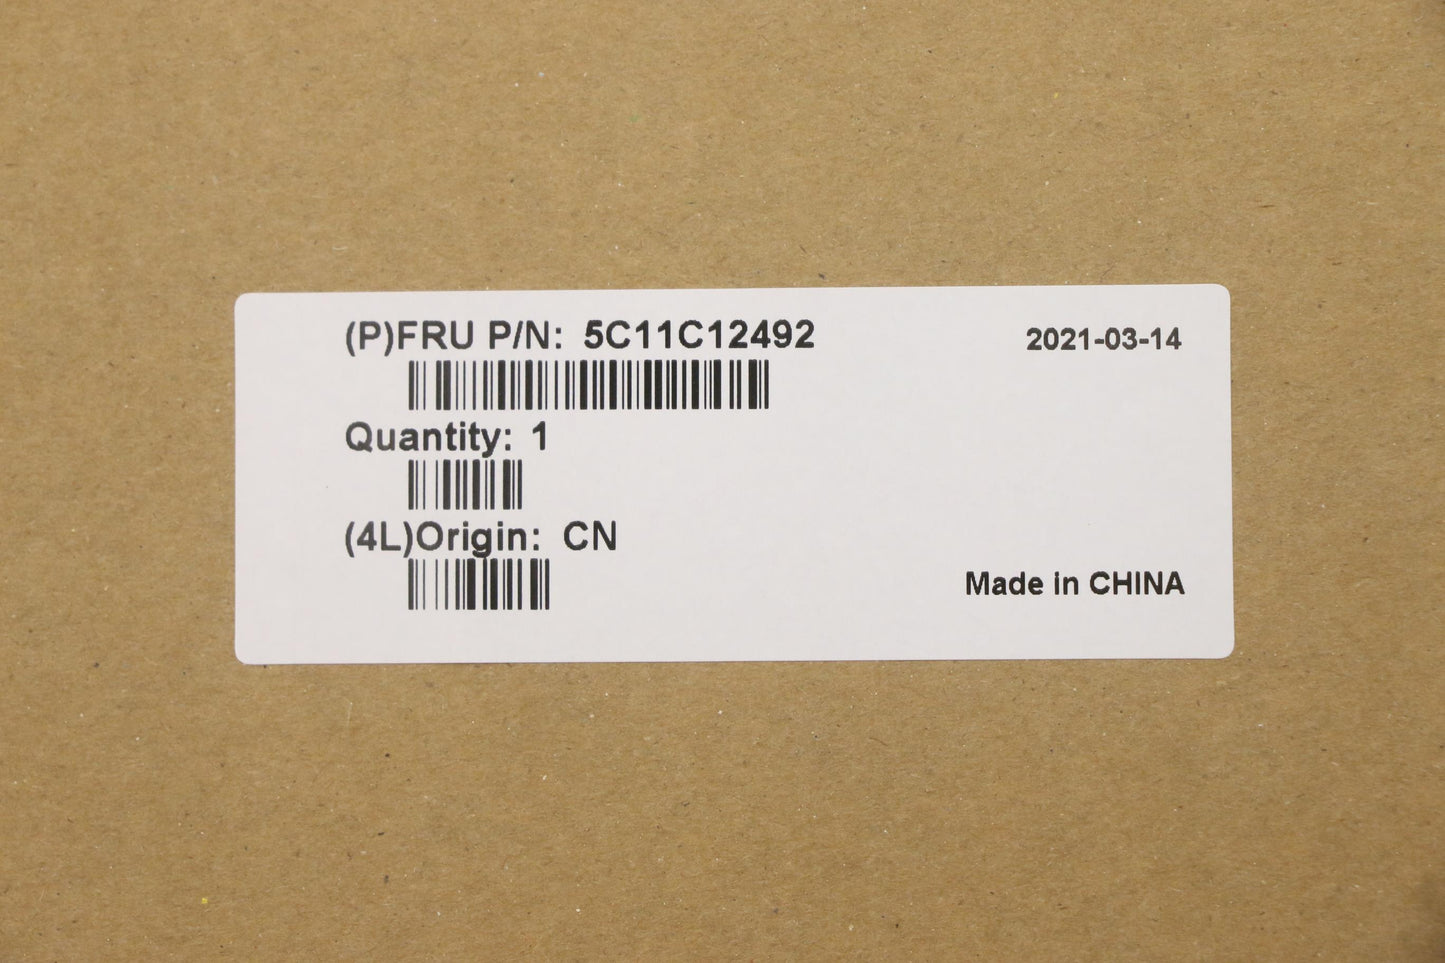 (P)FRU P/N: 5C11C12492
2021-03-14
Quantity: 1
(4L)Origin: CN
Made in CHINA